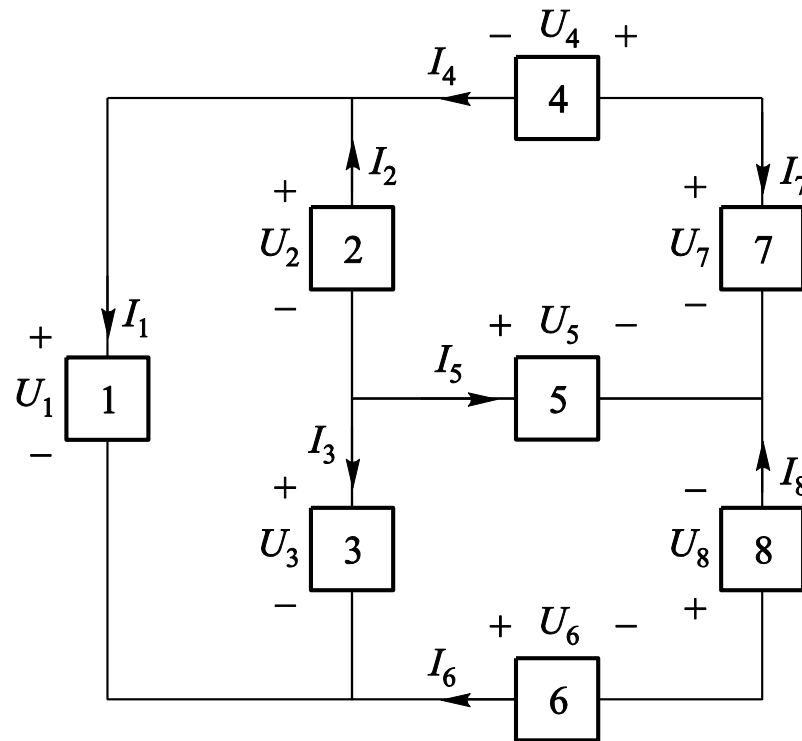 − U₄ +
I₄
4
I₂
I₇
+
+
U₂
2
U₇
7
−
−
I₁
+ U₅ −
+
I₅
U₁
1
5
−
I₃
I₈
+
−
U₃
3
U₈
8
−
+
+ U₆ −
I₆
6